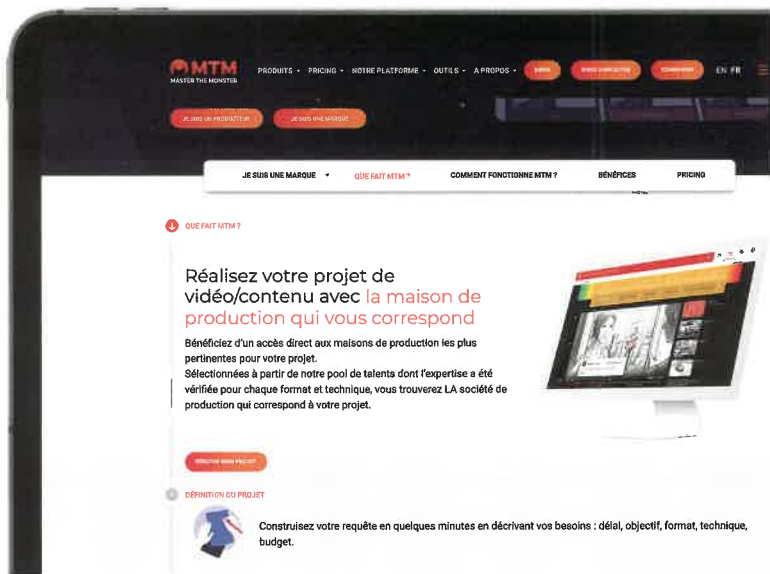 MTM
MASTER THE MONSTER
PRODUITS
PRICING
NOTRE PLATFORME
OUTILS
A PROPOS
EN FR
JE SUIS UN PRODUCTEUR
JE SUIS UNE MARQUE
JE SUIS UNE MARQUE
QUE FAIT MTM ?
COMMENT FONCTIONNE MTM ?
BÉNÉFICES
PRICING
QUE FAIT MTM ?
Réalisez votre projet de
vidéo/contenu avec la maison de
production qui vous correspond
Bénéficiez d'un accès direct aux maisons de production les plus
pertinentes pour votre projet.
Sélectionnées à partir de notre pool de talents dont l'expertise a été
vérifiée pour chaque format et technique, vous trouverez LA société de
production qui correspond à votre projet.
DÉFINITION DU PROJET
Construisez votre requête en quelques minutes en décrivant vos besoins : délai, objectif, format, technique,
budget.